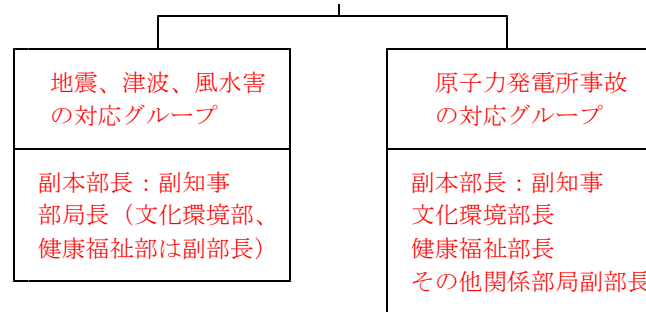 地震、津波、風水害
の対応グループ
副本部長：副知事
部局長（文化環境部、
健康福祉部は副部長）
原子力発電所事故
の対応グループ
副本部長：副知事
文化環境部長
健康福祉部長
その他関係部局副部長